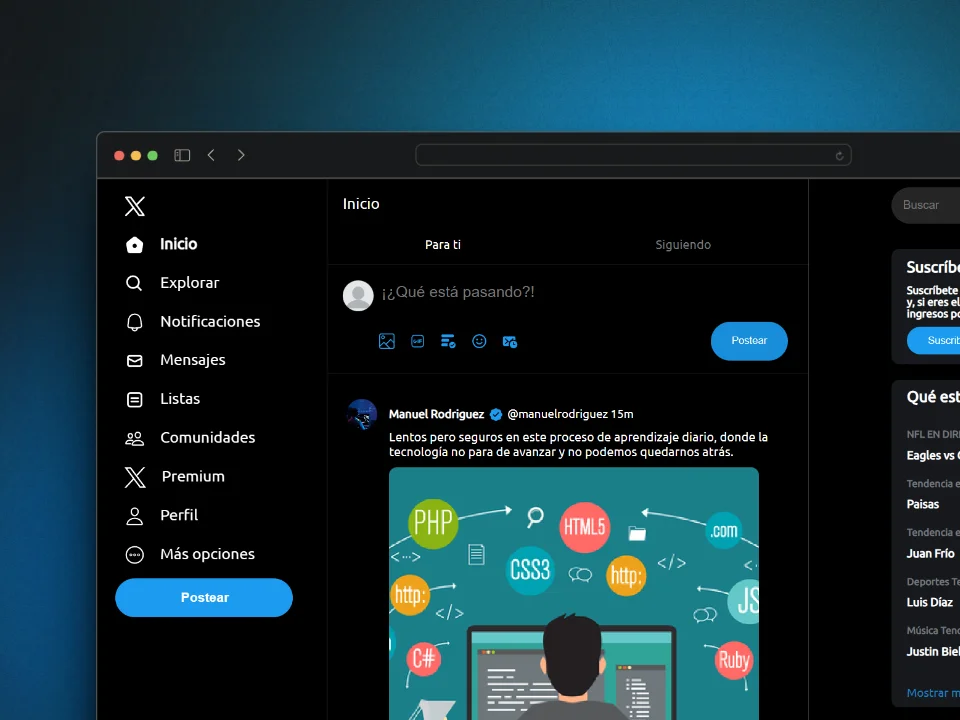 Inicio
Explorar
Notificaciones
Mensajes
Listas
Comunidades
Premium
Perfil
Más opciones
Postear
Inicio
Para ti
Siguiendo
¡¿Qué está pasando?!
GIF
Postear
Manuel Rodriguez @manuelrodriguez 15m
Lentos pero seguros en este proceso de aprendizaje diario, donde la
tecnología no para de avanzar y no podemos quedarnos atrás.
PHP
HTML5
.com
<...>
CSS3
</>
http:
http:
JS
</>
C#
Ruby
Buscar
Suscríbe
Suscríbete
y, si eres el
ingresos po
Suscrib
Qué est
NFL EN DIR
Eagles vs
Tendencia e
Paisas
Tendencia e
Juan Frío
Deportes Te
Luis Díaz
Música Tend
Justin Biel
Mostrar m